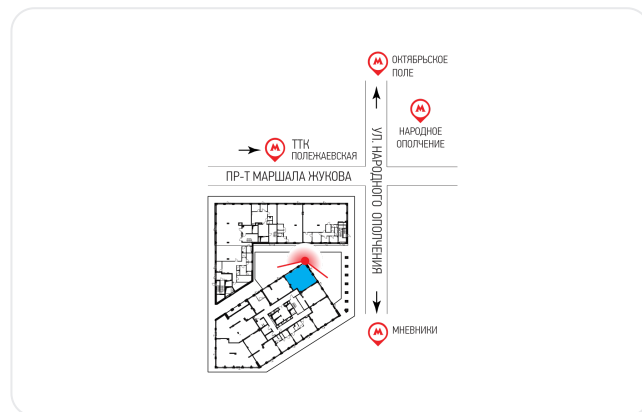 ОКТЯБРЬСКОЕ
ПОЛЕ
НАРОДНОЕ
ОПОЛЧЕНИЕ
ТТК
ПОЛЕЖАЕВСКАЯ
ПР-Т МАРШАЛА ЖУКОВА
УЛ. НАРОДНОГО ОПОЛЧЕНИЯ
МНЕВНИКИ